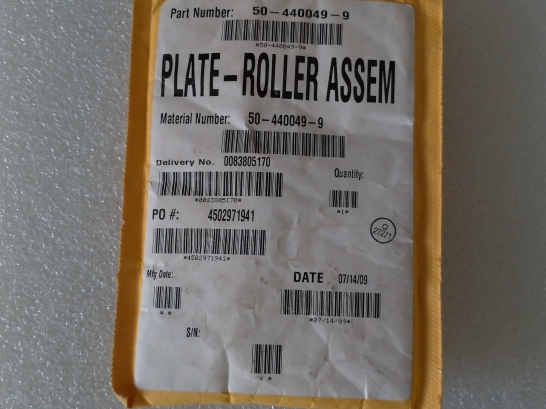 Part Number: 50-440049-9
*50-440049-9*
PLATE-ROLLER ASSEM
Material Number: 50-440049-9
Delivery No. 0083805170
Quantity:
*0083805170*
*1*
PO #: 4502971941
Q
27271
*4502971941*
Mfg Date:
DATE 07/14/09
* *
*07/14/09*
S/N:
* *